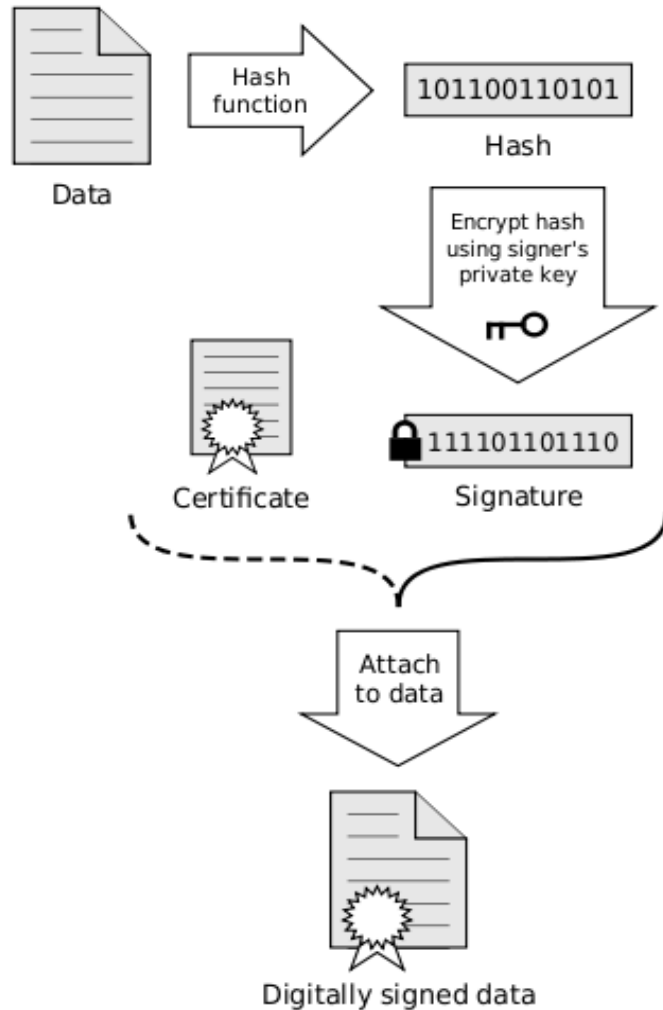 Hash
function
101100110101
Hash
Data
Encrypt hash
using signer's
private key
111101101110
Certificate
Signature
Attach
to data
Digitally signed data